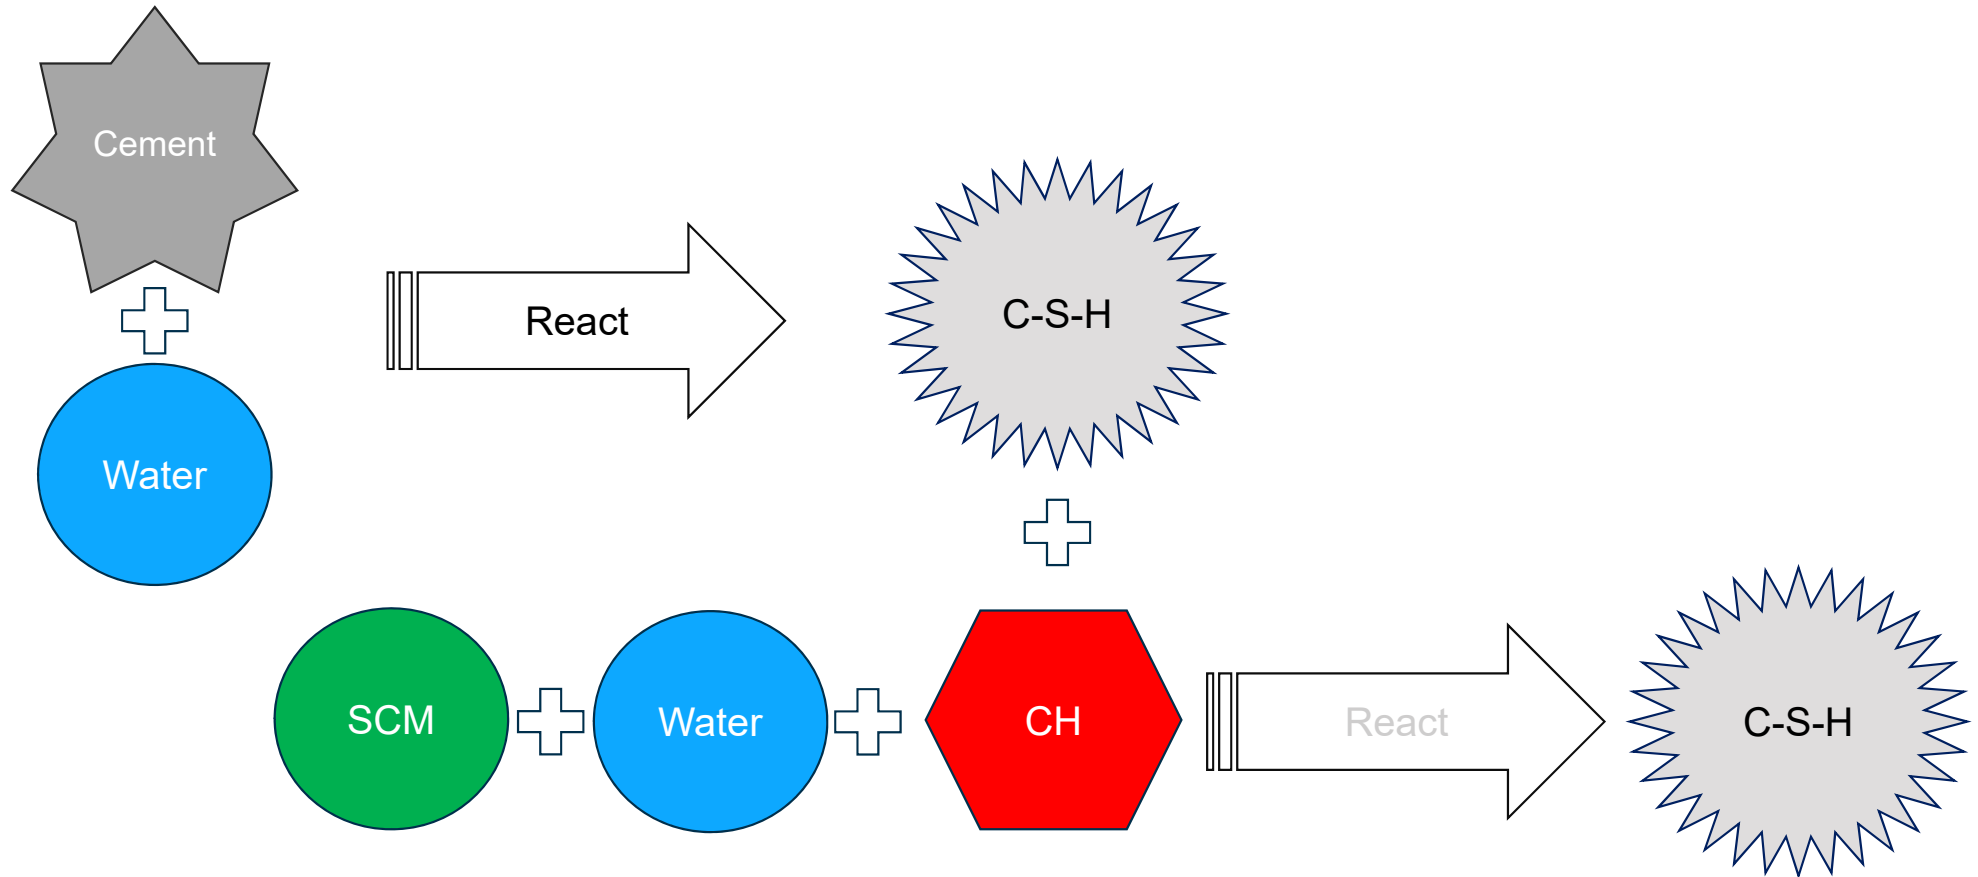 Cement
Water
React
C-S-H
SCM
Water
CH
React
C-S-H